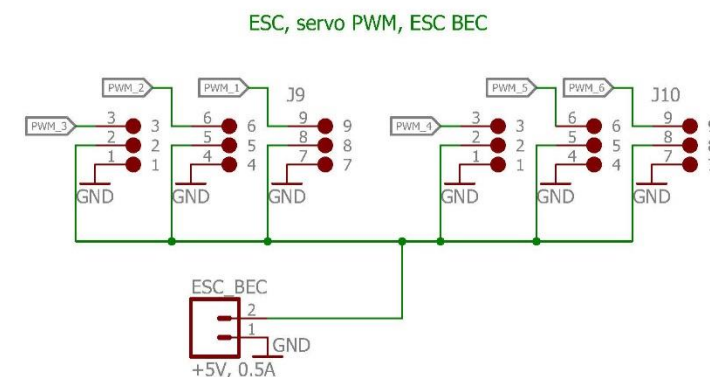 ESC, servo PWM, ESC BEC
PWM_2 PWM_1 PWM_5 PWM_6
J9 J10
PWM_3 3 3 6 6 9 9 PWM_4 3 3 6 6 9 9
2 2 5 5 8 8 2 2 5 5 8 8
1 1 4 4 7 7 1 1 4 4 7 7
GND GND GND GND GND GND
ESC_BEC
2
1
GND
+5V, 0.5A